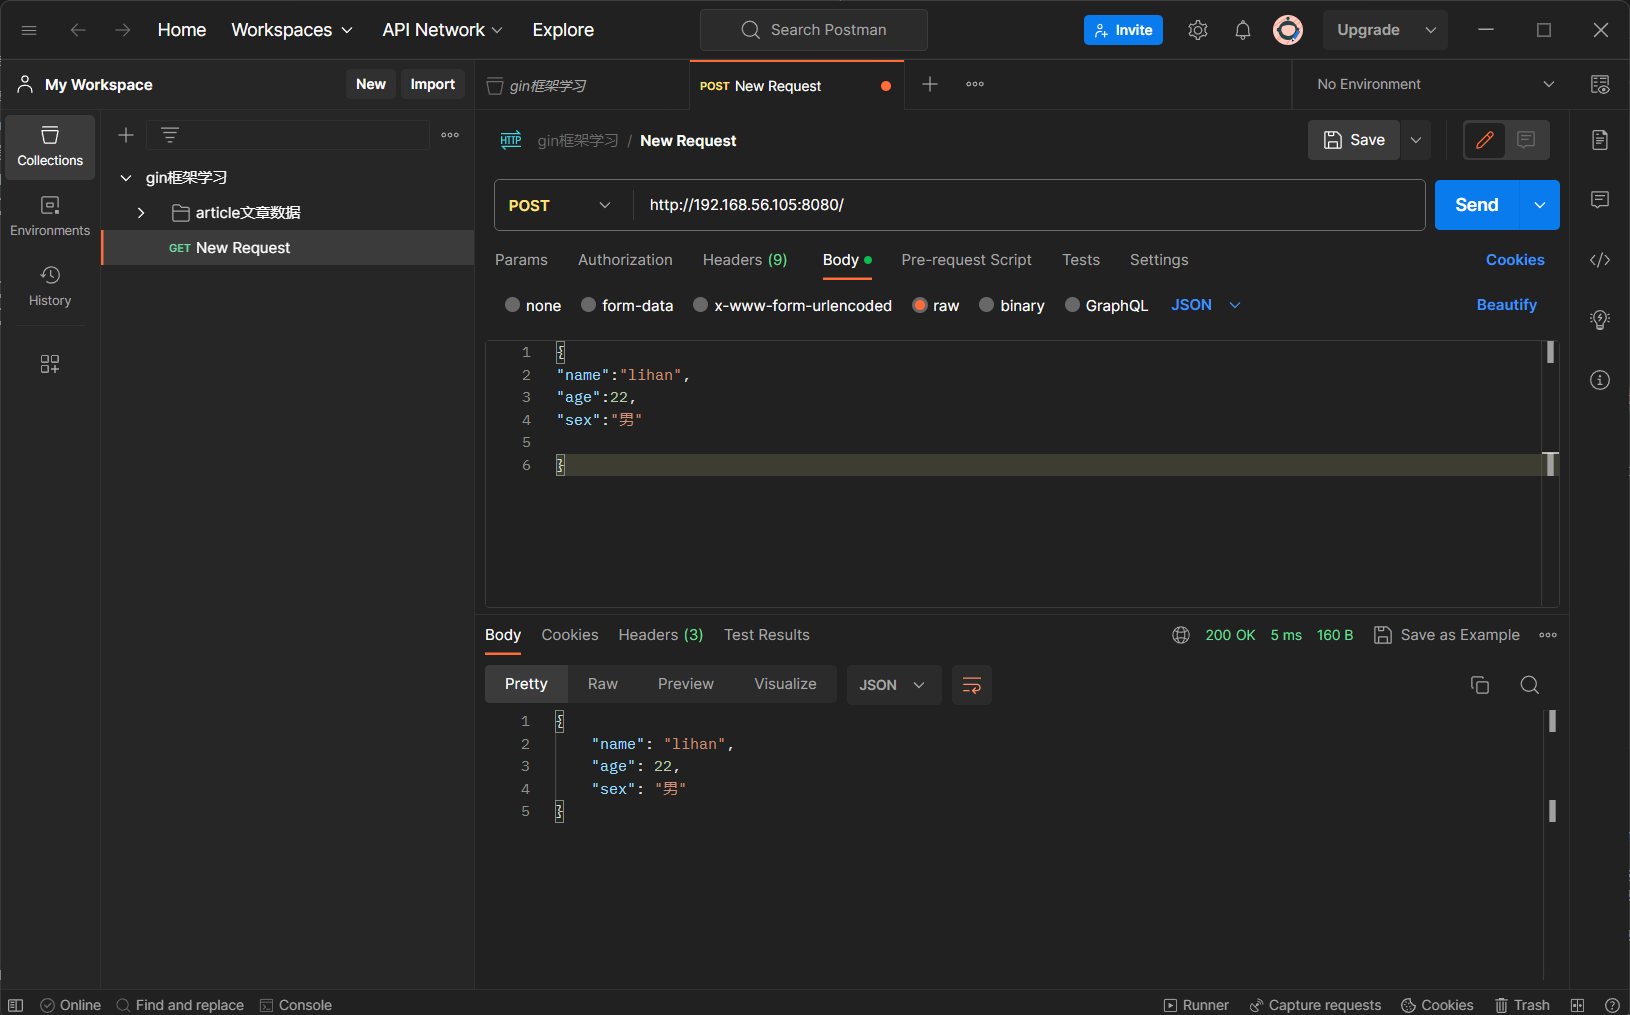 Home Workspaces API Network Explore Search Postman Invite Upgrade
My Workspace New Import gin框架学习 POST New Request No Environment
Collections
Environments
History
gin框架学习
article文章数据
GET New Request
HTTP gin框架学习 / New Request Save
POST http://192.168.56.105:8080/ Send
Params Authorization Headers (9) Body Pre-request Script Tests Settings Cookies
none form-data x-www-form-urlencoded raw binary GraphQL JSON Beautify
1 {
2 "name":"lihan",
3 "age":22,
4 "sex":"男"
5
6 }
Body Cookies Headers (3) Test Results 200 OK 5 ms 160 B Save as Example
Pretty Raw Preview Visualize JSON
1 {
2 "name": "lihan",
3 "age": 22,
4 "sex": "男"
5 }
Online Find and replace Console Runner Capture requests Cookies Trash